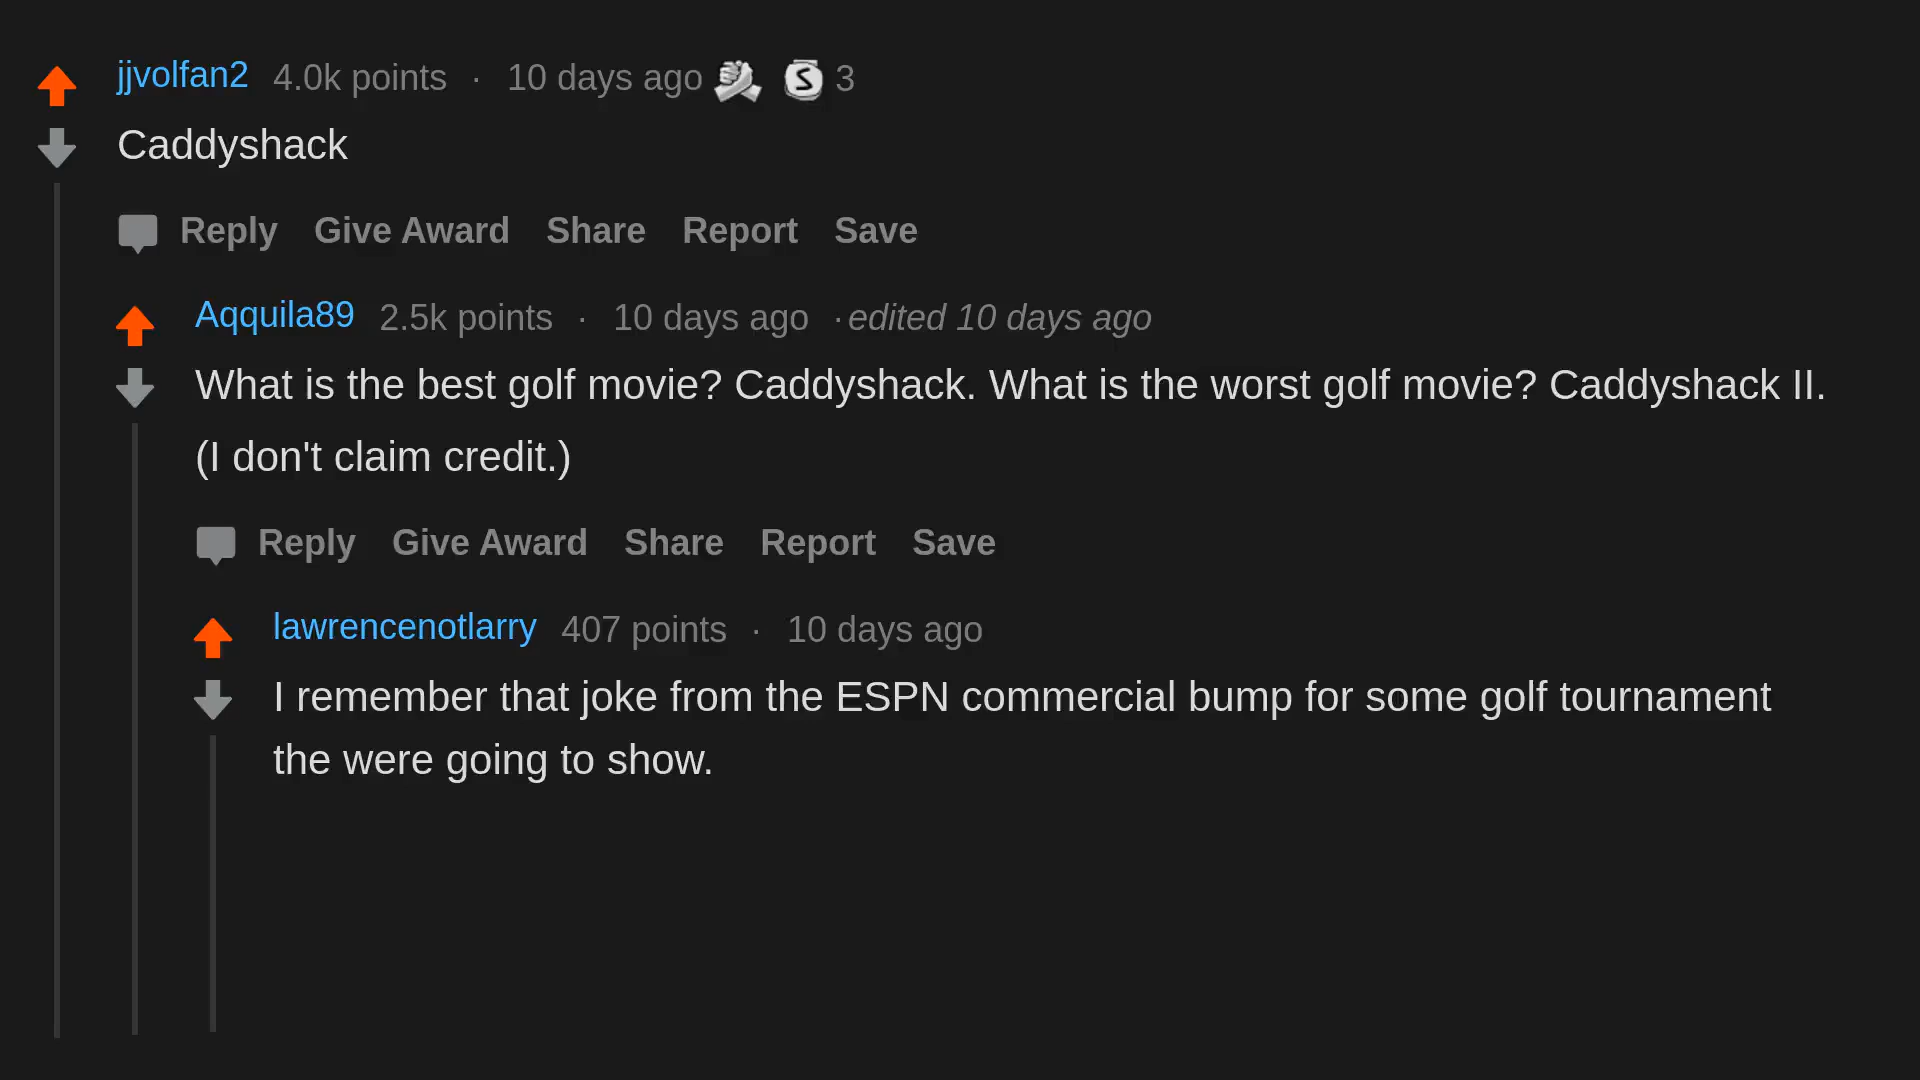 jjvolfan2 4.0k points · 10 days ago S 3
Caddyshack
Reply Give Award Share Report Save
Aqquila89 2.5k points · 10 days ago ·edited 10 days ago
What is the best golf movie? Caddyshack. What is the worst golf movie? Caddyshack II.
(I don't claim credit.)
Reply Give Award Share Report Save
lawrencenotlarry 407 points · 10 days ago
I remember that joke from the ESPN commercial bump for some golf tournament
the were going to show.